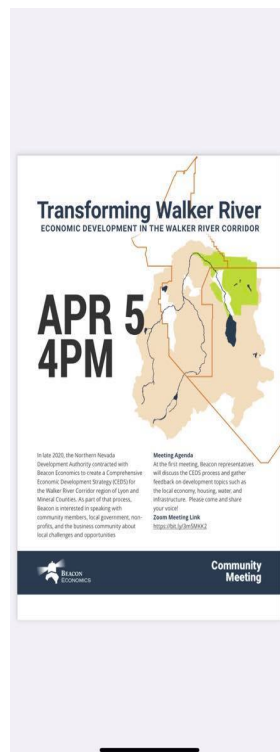 Transforming Walker River
ECONOMIC DEVELOPMENT IN THE WALKER RIVER CORRIDOR
APR 5
4PM
In late 2020, the Northern Nevada
Development Authority contracted with
Beacon Economics to create a Comprehensive
Economic Development Strategy (CEDS) for
the Walker River Corridor region of Lyon and
Mineral Counties. As part of that process,
Beacon is interested in speaking with
community members, local government, non-
profits, and the business community about
local challenges and opportunities
Meeting Agenda
At the first meeting, Beacon representatives
will discuss the CEDS process and gather
feedback on development topics such as
the local economy, housing, water, and
infrastructure. Please come and share
your voice!
Zoom Meeting Link
https://bit.ly/3m5MKK2
BEACON
ECONOMICS
Community
Meeting